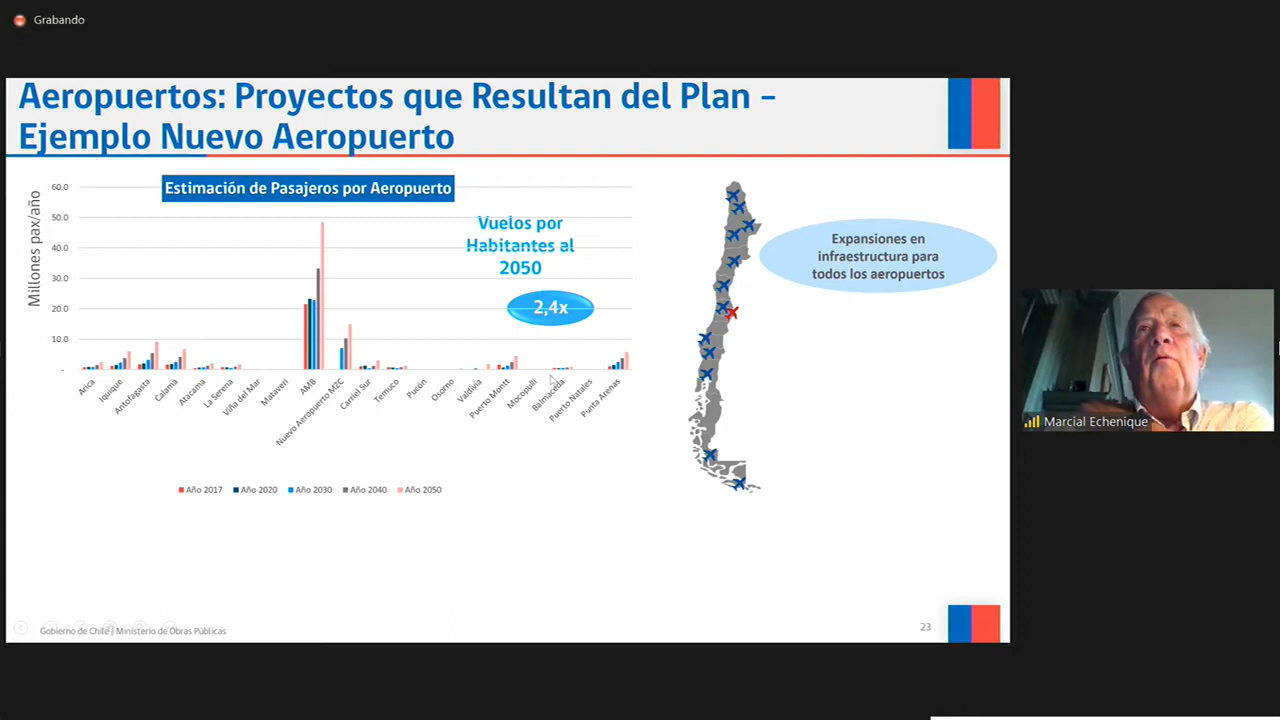 Grabando
Aeropuertos: Proyectos que Resultan del Plan –
Ejemplo Nuevo Aeropuerto
Estimación de Pasajeros por Aeropuerto
Millones pax/año
60.0
50.0
40.0
30.0
20.0
10.0
-
Vuelos por
Habitantes al
2050
2,4x
Arica
Iquique
Antofagasta
Calama
Atacama
La Serena
Viña del Mar
Mataveri
AMB
Nuevo Aeropuerto MZC
Carriel Sur
Temuco
Pucón
Osorno
Valdivia
Puerto Montt
Mocopulli
Balmaceda
Puerto Natales
Punta Arenas
Año 2017
Año 2020
Año 2030
Año 2040
Año 2050
Expansiones en
infraestructura para
todos los aeropuertos
Marcial Echenique
Gobierno de Chile | Ministerio de Obras Públicas
23